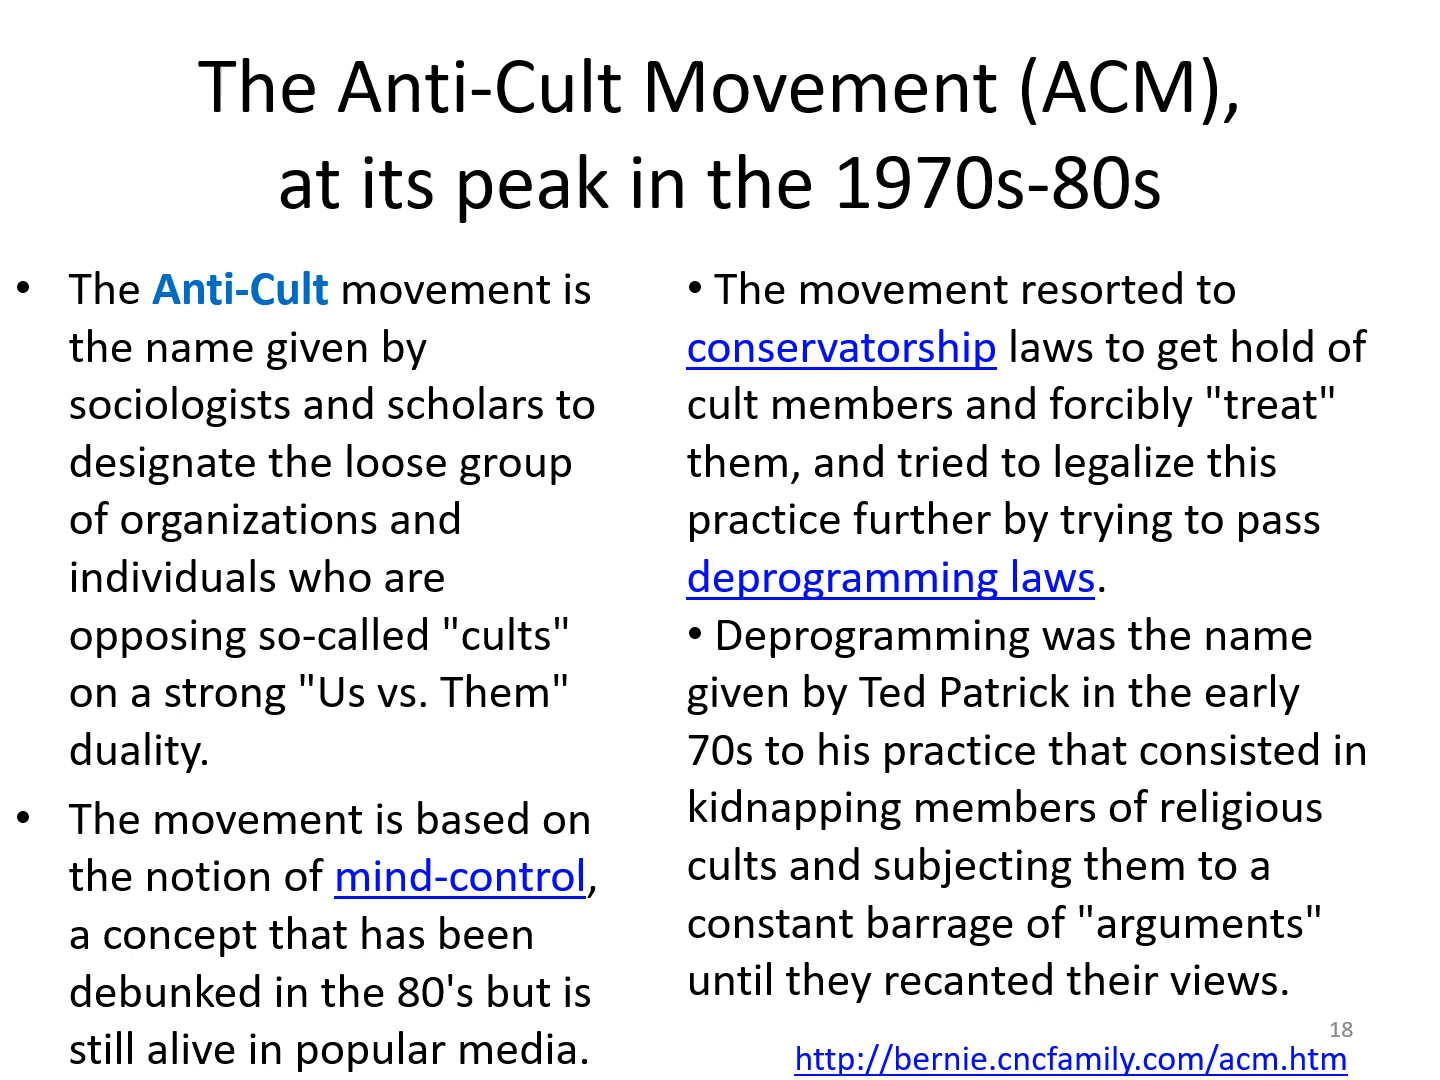 The Anti-Cult Movement (ACM),
at its peak in the 1970s-80s
• The Anti-Cult movement is
the name given by
sociologists and scholars to
designate the loose group
of organizations and
individuals who are
opposing so-called "cults"
on a strong "Us vs. Them"
duality.
• The movement is based on
the notion of mind-control,
a concept that has been
debunked in the 80's but is
still alive in popular media.
• The movement resorted to
conservatorship laws to get hold of
cult members and forcibly "treat"
them, and tried to legalize this
practice further by trying to pass
deprogramming laws.
• Deprogramming was the name
given by Ted Patrick in the early
70s to his practice that consisted in
kidnapping members of religious
cults and subjecting them to a
constant barrage of "arguments"
until they recanted their views.
18
http://bernie.cncfamily.com/acm.htm